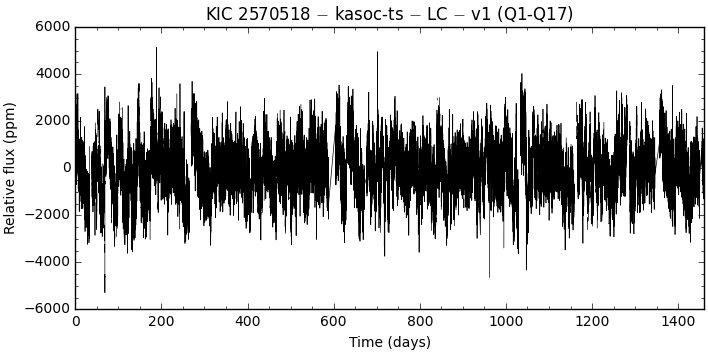 KIC 2570518 − kasoc-ts − LC − v1 (Q1-Q17)
6000
4000
2000
0
−2000
−4000
−6000
Relative flux (ppm)
0 200 400 600 800 1000 1200 1400
Time (days)